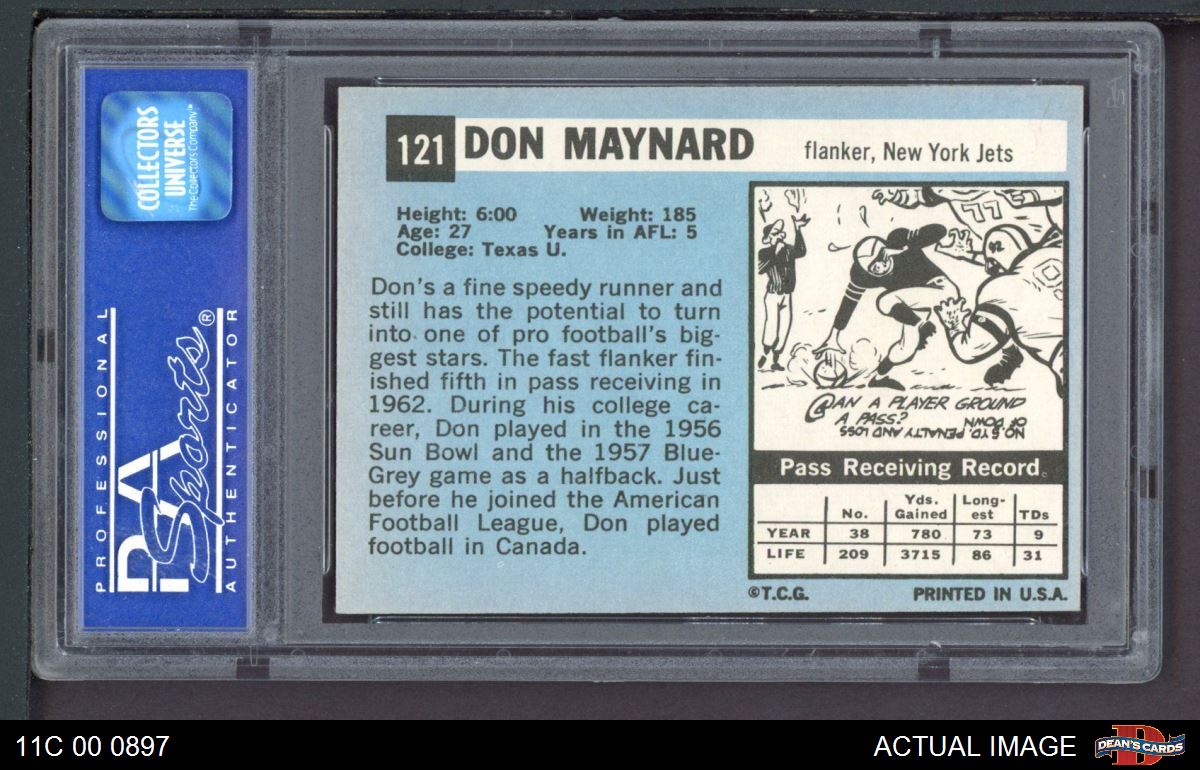 COLLECTORS
UNIVERSE
The Collectors Company™
PROFESSIONAL
PSA
Sports®
AUTHENTICATOR
121 DON MAYNARD flanker, New York Jets
Height: 6:00 Weight: 185
Age: 27 Years in AFL: 5
College: Texas U.
Don's a fine speedy runner and
still has the potential to turn
into one of pro football's big-
gest stars. The fast flanker fin-
ished fifth in pass receiving in
1962. During his college ca-
reer, Don played in the 1956
Sun Bowl and the 1957 Blue-
Grey game as a halfback. Just
before he joined the American
Football League, Don played
football in Canada.
77
42
CAN A PLAYER GROUND
A PASS?
NO, 5 YD. PENALTY AND LOSS
OF DOWN
Pass Receiving Record
No. Yds. Gained Long-est TDs
YEAR 38 780 73 9
LIFE 209 3715 86 31
©T.C.G. PRINTED IN U.S.A.
11C 00 0897 ACTUAL IMAGE
D
DEAN'S CARDS